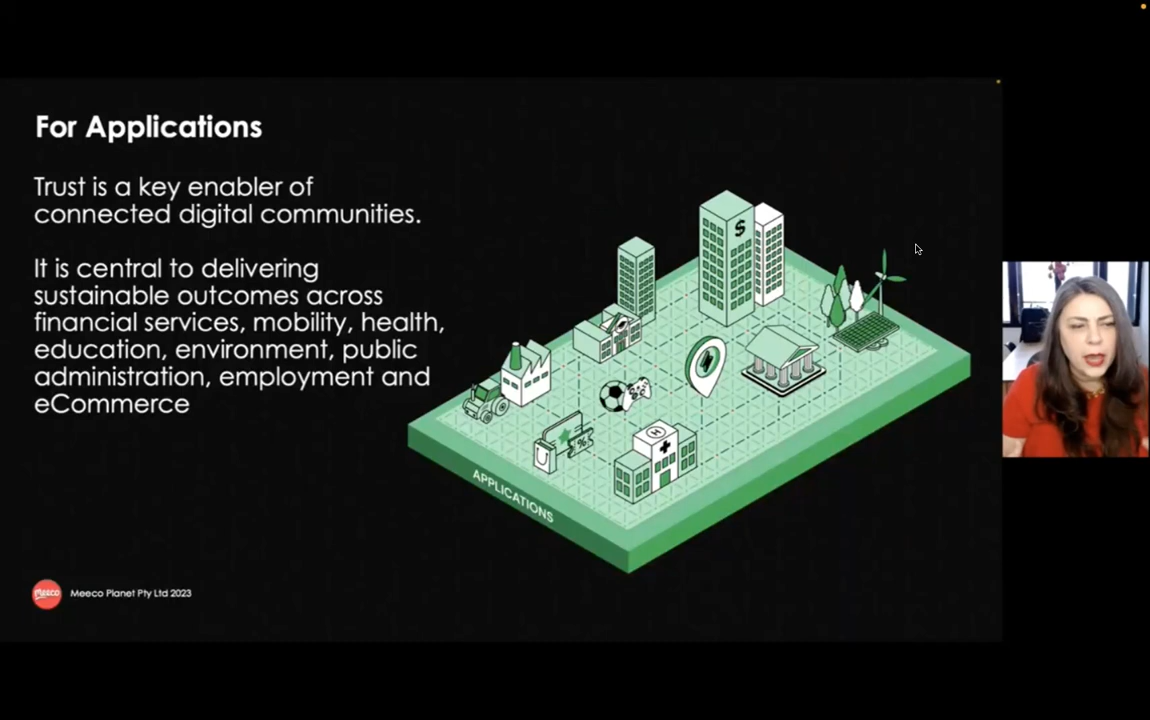 For Applications
Trust is a key enabler of
connected digital communities.
It is central to delivering
sustainable outcomes across
financial services, mobility, health,
education, environment, public
administration, employment and
eCommerce
$
H
%
APPLICATIONS
meeco
Meeco Planet Pty Ltd 2023